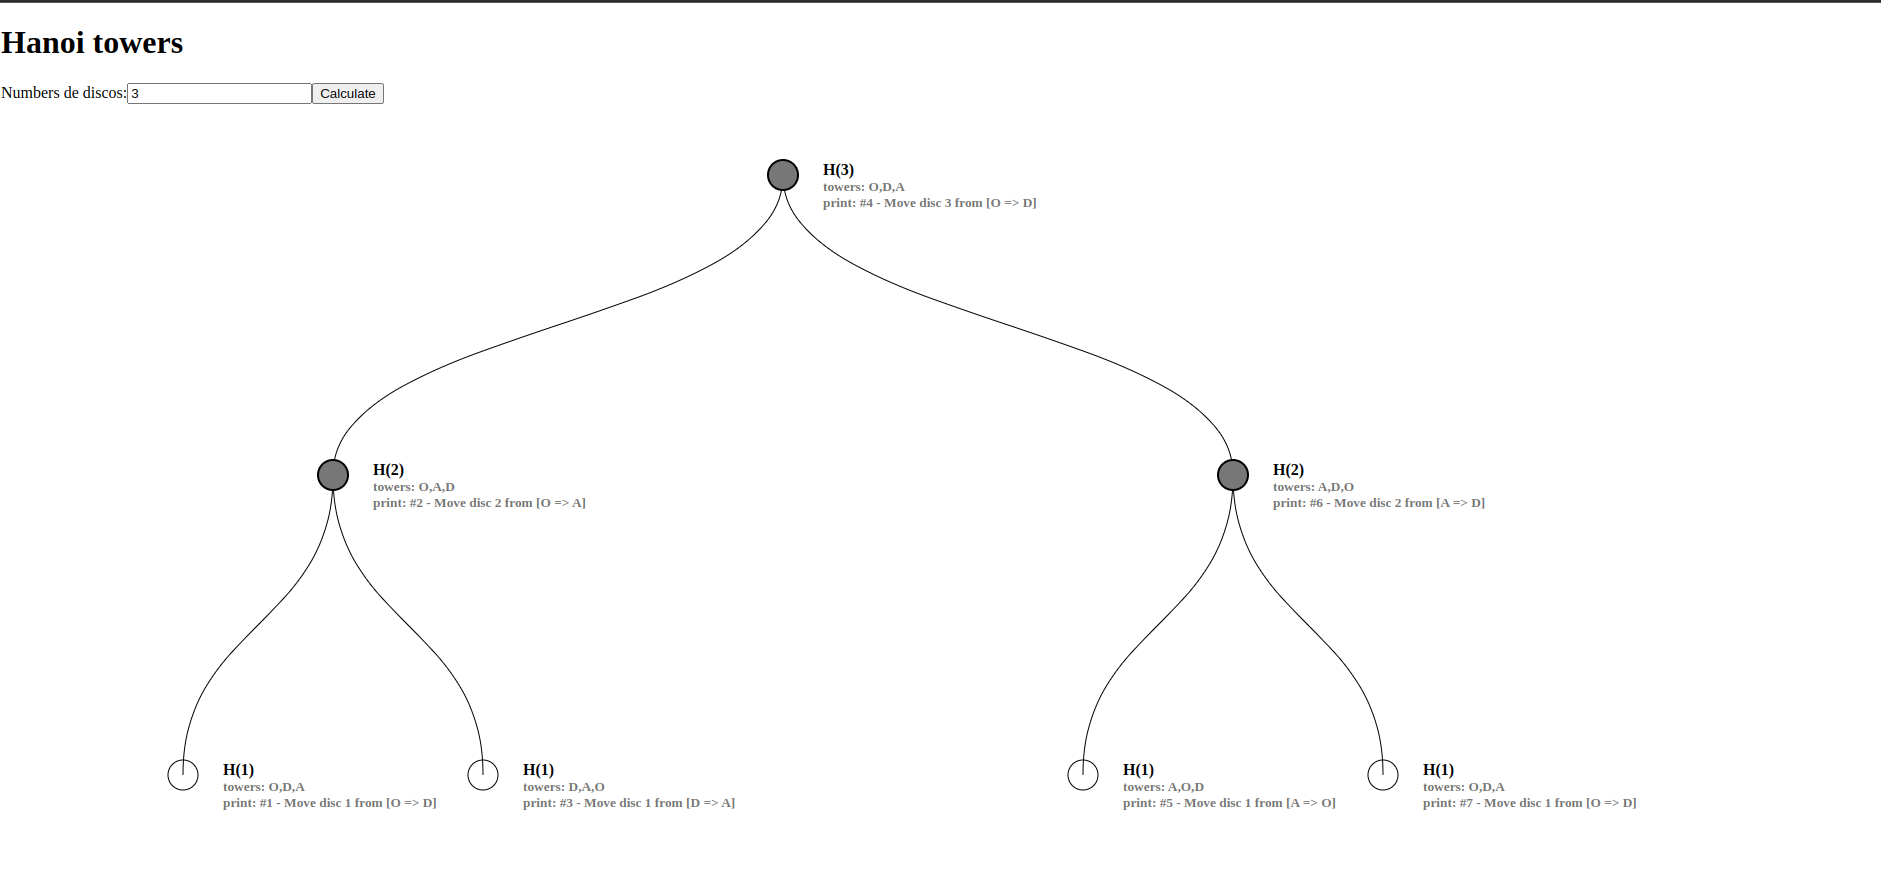 Hanoi towers
Numbers de discos: 3 Calculate
H(3)
towers: O,D,A
print: #4 - Move disc 3 from [O => D]
H(2)
towers: O,A,D
print: #2 - Move disc 2 from [O => A]
H(2)
towers: A,D,O
print: #6 - Move disc 2 from [A => D]
H(1)
towers: O,D,A
print: #1 - Move disc 1 from [O => D]
H(1)
towers: D,A,O
print: #3 - Move disc 1 from [D => A]
H(1)
towers: A,O,D
print: #5 - Move disc 1 from [A => O]
H(1)
towers: O,D,A
print: #7 - Move disc 1 from [O => D]